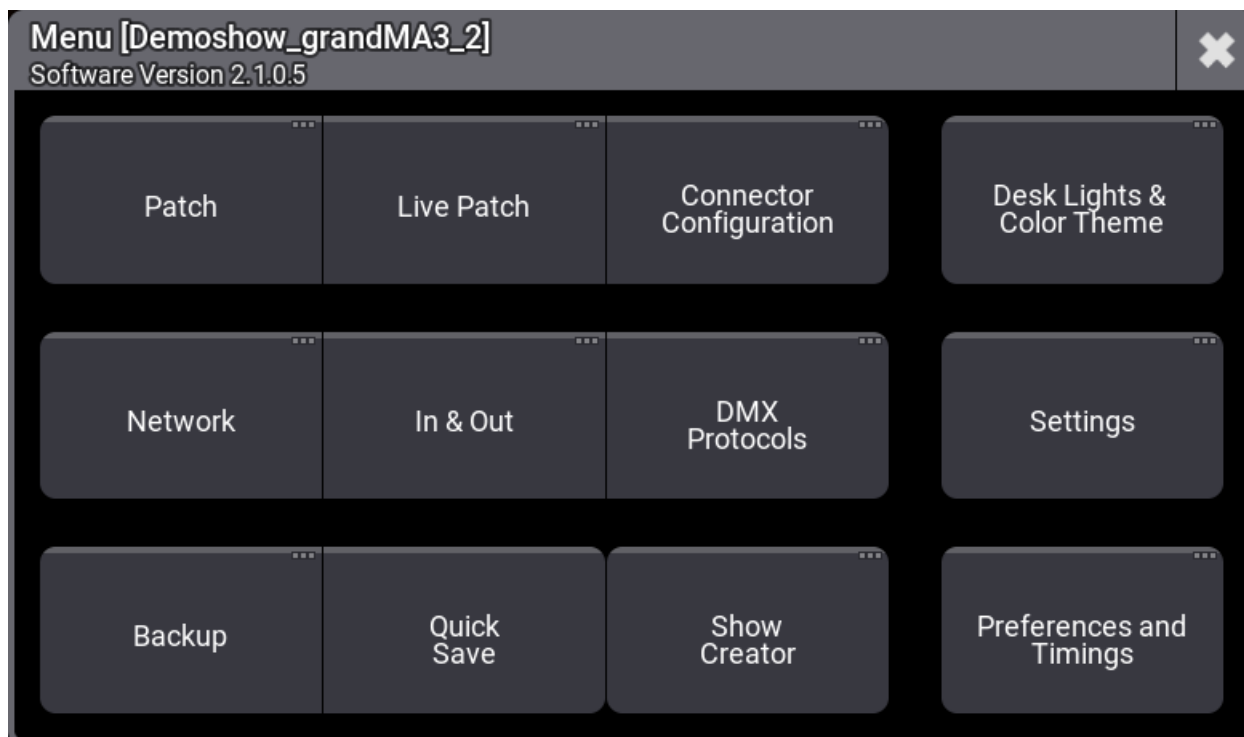 Menu [Demoshow_grandMA3_2]
Software Version 2.1.0.5
Patch
Live Patch
Connector
Configuration
Desk Lights &
Color Theme
Network
In & Out
DMX
Protocols
Settings
Backup
Quick
Save
Show
Creator
Preferences and
Timings